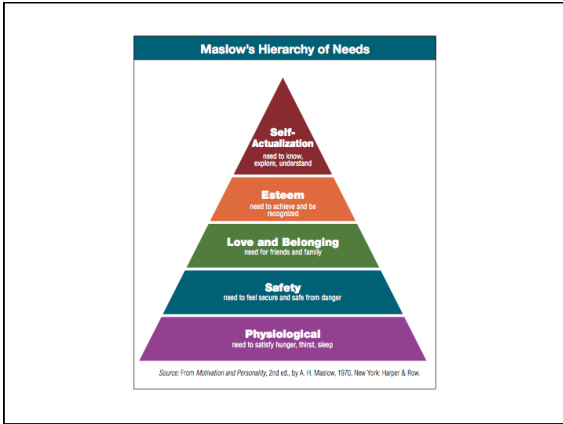 Maslow's Hierarchy of Needs
Self-
Actualization
need to know,
explore, understand
Esteem
need to achieve and be
recognized
Love and Belonging
need for friends and family
Safety
need to feel secure and safe from danger
Physiological
need to satisfy hunger, thirst, sleep
Source: From Motivation and Personality, 2nd ed., by A. H. Maslow, 1970, New York: Harper & Row.